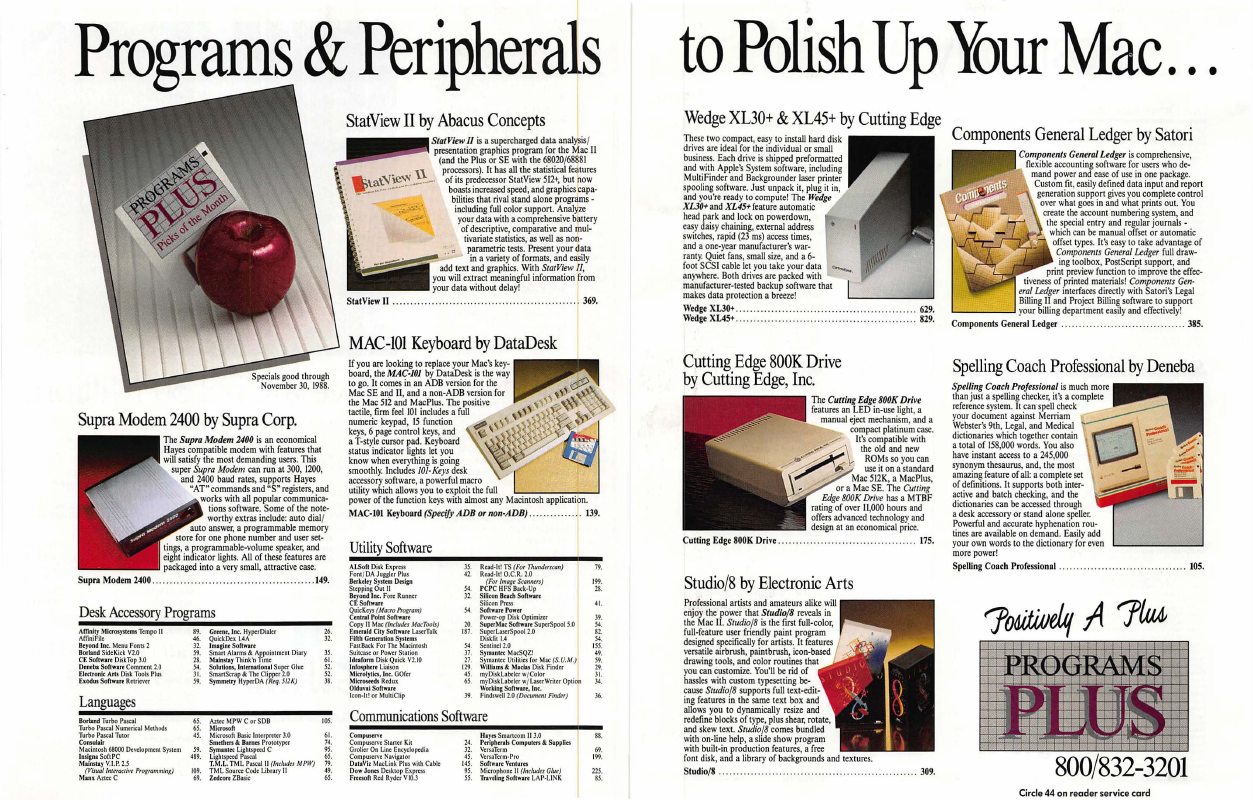 Programs & Peripherals
to Polish Up Your Mac...
PROGRAMS
PLUS
Picks of the Month
Specials good through
November 30, 1988.
Supra Modem 2400 by Supra Corp.
The Supra Modem 2400 is an economical
Hayes compatible modem with features that
will satisfy the most demanding users. This
super Supra Modem can run at 300, 1200,
and 2400 baud rates, supports Hayes
"AT" commands and "S" registers, and
works with all popular communica-
tions software. Some of the note-
worthy extras include: auto dial/
auto answer, a programmable memory
store for one phone number and user set-
tings, a programmable-volume speaker, and
eight indicator lights. All of these features are
packaged into a very small, attractive case.
Supra Modem 2400
Supra Modem 2400 ........................................149.
Desk Accessory Programs
Affinity Microsystems Tempo II 89.
AffiniFile 46.
Beyond Inc. Menu Fonts 2 32.
Borland SideKick V2.0 59.
CE Software DiskTop 3.0 28.
Deneba Software Comment 2.0 54.
Electronic Arts Disk Tools Plus 31.
Exodus Software Retriever 59.
Greene, Inc. HyperDialer 26.
QuickDex 1.4A 32.
Imagine Software
Smart Alarms & Appointment Diary 35.
Mainstay Think'n Time 61.
Solutions, International Super Glue 52.
SmartScrap & The Clipper 2.0 52.
Symmetry HyperDA (Req. 512K) 38.
Languages
Borland Turbo Pascal 65.
Turbo Pascal Numerical Methods 65.
Turbo Pascal Tutor 45.
Consulair
Macintosh 68000 Development System 59.
Insigna SoftPC 489.
Mainstay V.I.P. 2.5
(Visual Interactive Programming) 109.
Manx Aztec C 69.
Aztec MPW C or SDB 105.
Microsoft
Microsoft Basic Interpreter 3.0 61.
Smethers & Barnes Prototyper 74.
Symantec Lightspeed C 95.
Lightspeed Pascal 65.
T.M.L. TML Pascal II (Includes MPW) 79.
TML Source Code Library II 49.
Zedcore ZBasic 65.
StatView II by Abacus Concepts
StatView II
StatView II is a supercharged data analysis/
presentation graphics program for the Mac II
(and the Plus or SE with the 68020/68881
processors). It has all the statistical features
of its predecessor StatView 512+, but now
boasts increased speed, and graphics capa-
bilities that rival stand alone programs -
including full color support. Analyze
your data with a comprehensive battery
of descriptive, comparative and mul-
tivariate statistics, as well as non-
parametric tests. Present your data
in a variety of formats, and easily
add text and graphics. With StatView II,
you will extract meaningful information from
your data without delay!
StatView II ............................................ 369.
MAC-101 Keyboard by DataDesk
If you are looking to replace your Mac's key-
board, the MAC-101 by DataDesk is the way
to go. It comes in an ADB version for the
Mac SE and II, and a non-ADB version for
the Mac 512 and MacPlus. The positive
tactile, firm feel 101 includes a full
numeric keypad, 15 function
keys, 6 page control keys, and
a T-style cursor pad. Keyboard
status indicator lights let you
know when everything is going
smoothly. Includes 101-Keys desk
accessory software, a powerful macro
utility which allows you to exploit the full
power of the function keys with almost any Macintosh application.
MAC-101 Keyboard (Specify ADB or non-ADB) .............. 139.
Utility Software
ALSoft Disk Express 35.
Font/DA Juggler Plus 42.
Berkeley System Design
Stepping Out II 54.
Beyond Inc. Fore Runner 32.
CE Software
QuicKeys (Macro Program) 54.
Central Point Software
Copy II Mac (Includes MacTools) 20.
Emerald City Software LaserTalk 187.
Fifth Generation Systems
FastBack For The Macintosh 54.
Suitcase or Power Station 37.
Ideaform Disk Quick V2.10 27.
Infosphere Liaison 129.
Microlytics, Inc. GOfer 45.
Microseeds Redux 65.
Olduvai Software
Icon-It! or MultiClip 39.
Read-It! TS (For Thunderscan) 79.
Read-It! O.C.R. 2.0
(For Image Scanners) 199.
PCPC HFS Back-Up 28.
Silicon Beach Software
Silicon Press 41.
Software Power
Power-op Disk Optimizer 39.
SuperMac Software SuperSpool 5.0 54.
SuperLaserSpool 2.0 82.
Diskfit 1.4 54.
Sentinel 2.0 155.
Symantec MacSQZ! 49.
Symantec Utilities for Mac (S.U.M.) 59.
Williams & Macias Disk Finder 29.
myDiskLabeler w/Color 31.
myDiskLabeler w/LaserWriter Option 34.
Working Software, Inc.
Findswell 2.0 (Document Finder) 36.
Communications Software
Compuserve
Compuserve Starter Kit 24.
Grolier On Line Encyclopedia 32.
Compuserve Navigator 45.
DataViz MacLink Plus with Cable 145.
Dow Jones Desktop Express 95.
Freesoft Red Ryder V10.3 55.
Hayes Smartcom II 3.0 88.
Peripherals Computers & Supplies
VersaTerm 69.
VersaTerm-Pro 199.
Software Ventures
Microphone II (Includes Glue) 225.
Traveling Software LAP-LINK 85.
Wedge XL30+ & XL45+ by Cutting Edge
These two compact, easy to install hard disk
drives are ideal for the individual or small
business. Each drive is shipped preformatted
and with Apple's System software, including
MultiFinder and Backgrounder laser printer
spooling software. Just unpack it, plug it in,
and you're ready to compute! The Wedge
XL30+ and XL45+ feature automatic
head park and lock on powerdown,
easy daisy chaining, external address
switches, rapid (23 ms) access times,
and a one-year manufacturer's war-
ranty. Quiet fans, small size, and a 6-
foot SCSI cable let you take your data
anywhere. Both drives are packed with
manufacturer-tested backup software that
makes data protection a breeze!
Wedge XL30+ ............................................. 629.
Wedge XL45+ ............................................. 829.
Cutting Edge 800K Drive
by Cutting Edge, Inc.
The Cutting Edge 800K Drive
features an LED in-use light, a
manual eject mechanism, and a
compact platinum case.
It's compatible with
the old and new
ROMs so you can
use it on a standard
Mac 512K, a MacPlus,
or a Mac SE. The Cutting
Edge 800K Drive has a MTBF
rating of over 11,000 hours and
offers advanced technology and
design at an economical price.
Cutting Edge 800K Drive .................................. 175.
Studio/8 by Electronic Arts
Professional artists and amateurs alike will
enjoy the power that Studio/8 reveals in
the Mac II. Studio/8 is the first full-color,
full-feature user friendly paint program
designed specifically for artists. It features
versatile airbrush, paintbrush, icon-based
drawing tools, and color routines that
you can customize. You'll be rid of
hassles with custom typesetting be-
cause Studio/8 supports full text-edit-
ing features in the same text box and
allows you to dynamically resize and
redefine blocks of type, plus shear, rotate,
and skew text. Studio/8 comes bundled
with on-line help, a slide show program
with built-in production features, a free
font disk, and a library of backgrounds and textures.
Studio/8 .................................................. 309.
Components General Ledger by Satori
Components
Components General Ledger is comprehensive,
flexible accounting software for users who de-
mand power and ease of use in one package.
Custom fit, easily defined data input and report
generation support gives you complete control
over what goes in and what prints out. You
create the account numbering system, and
the special entry and regular journals -
which can be manual offset or automatic
offset types. It's easy to take advantage of
Components General Ledger full draw-
ing toolbox, PostScript support, and
print preview function to improve the effec-
tiveness of printed materials! Components Gen-
eral Ledger interfaces directly with Satori's Legal
Billing II and Project Billing software to support
your billing department easily and effectively!
Components General Ledger ............................... 385.
Spelling Coach Professional by Deneba
Spelling Coach Professional is much more
than just a spelling checker, it's a complete
reference system. It can spell check
your document against Merriam
Webster's 9th, Legal, and Medical
dictionaries which together contain
a total of 158,000 words. You also
have instant access to a 245,000
synonym thesaurus, and, the most
amazing feature of all: a complete set
of definitions. It supports both inter-
active and batch checking, and the
dictionaries can be accessed through
a desk accessory or stand alone speller.
Powerful and accurate hyphenation rou-
tines are available on demand. Easily add
your own words to the dictionary for even
more power!
Spelling Coach Professional ................................ 105.
Positively A Plus
PROGRAMS
PLUS
800/832-3201
Circle 44 on reader service card